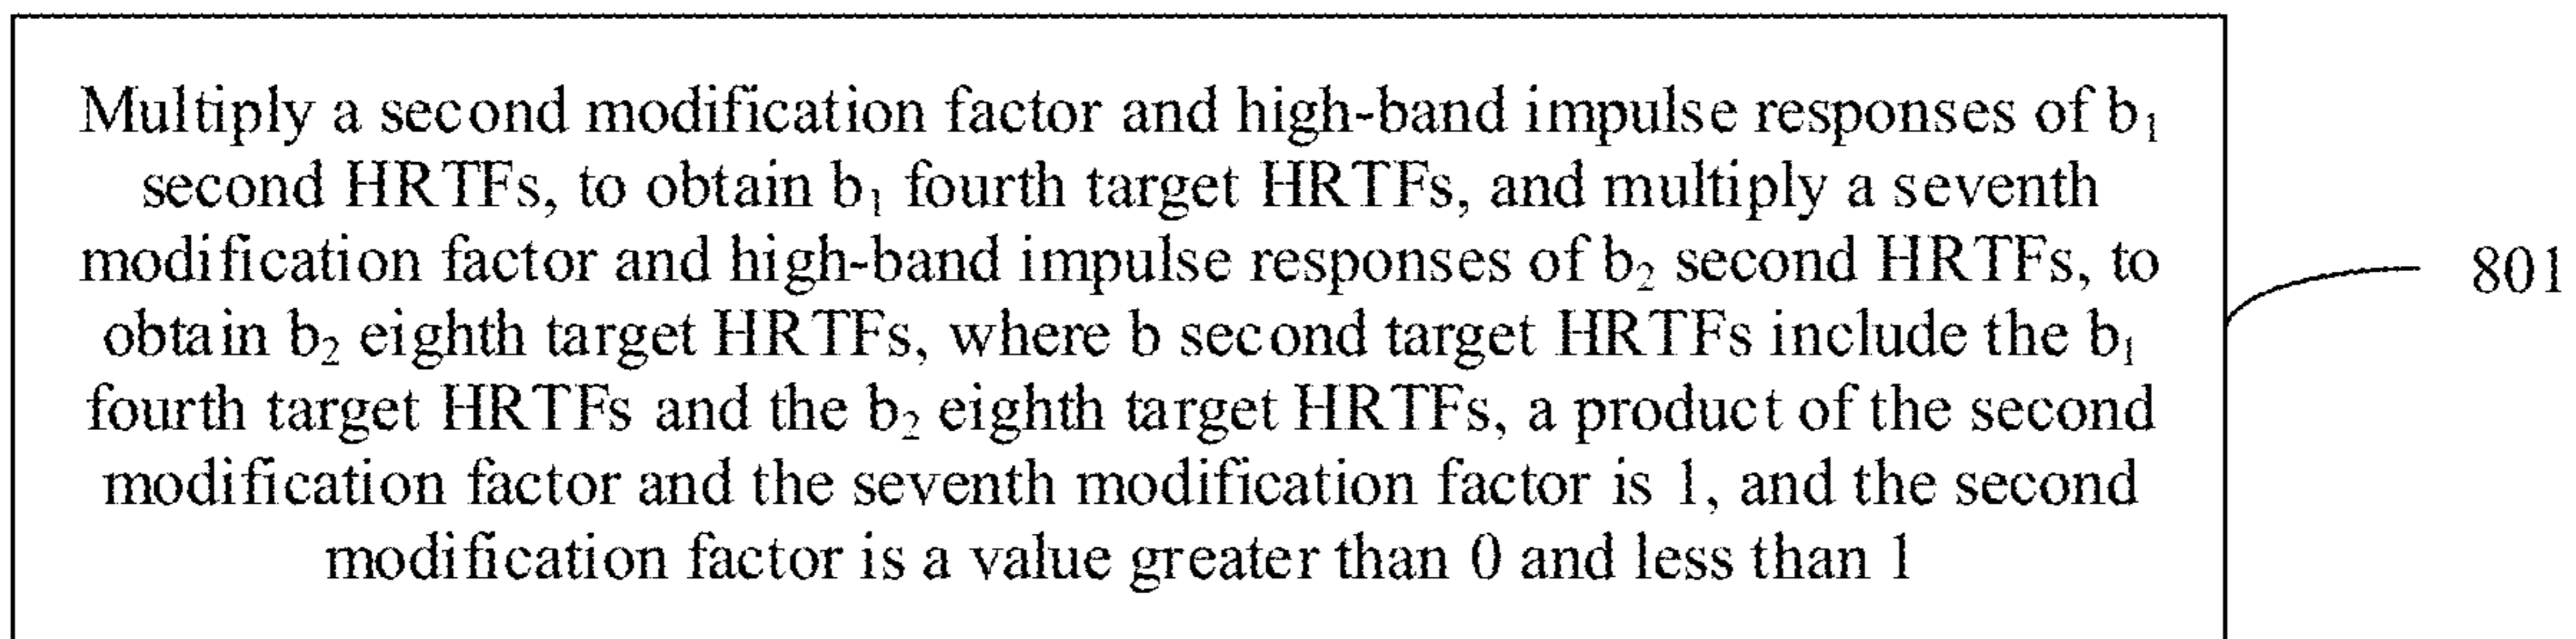 Multiply a second modification factor and high-band impulse responses of b₁
second HRTFs, to obtain b₁ fourth target HRTFs, and multiply a seventh
modification factor and high-band impulse responses of b₂ second HRTFs, to
obtain b₂ eighth target HRTFs, where b second target HRTFs include the b₁
fourth target HRTFs and the b₂ eighth target HRTFs, a product of the second
modification factor and the seventh modification factor is 1, and the second
modification factor is a value greater than 0 and less than 1
801